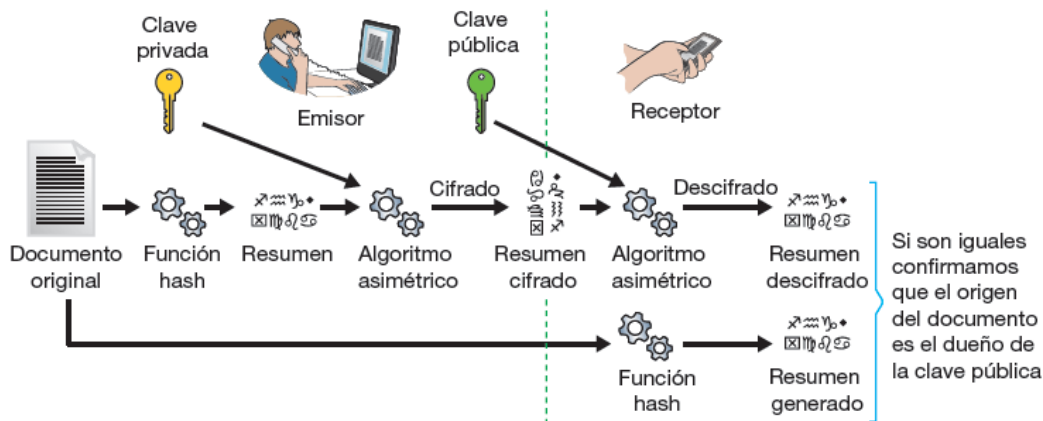 Clave
privada
Emisor
Clave
pública
Receptor
Cifrado
Descifrado
Documento
original
Función
hash
Resumen
Algoritmo
asimétrico
Resumen
cifrado
Algoritmo
asimétrico
Resumen
descifrado
Función
hash
Resumen
generado
Si son iguales
confirmamos
que el origen
del documento
es el dueño de
la clave pública